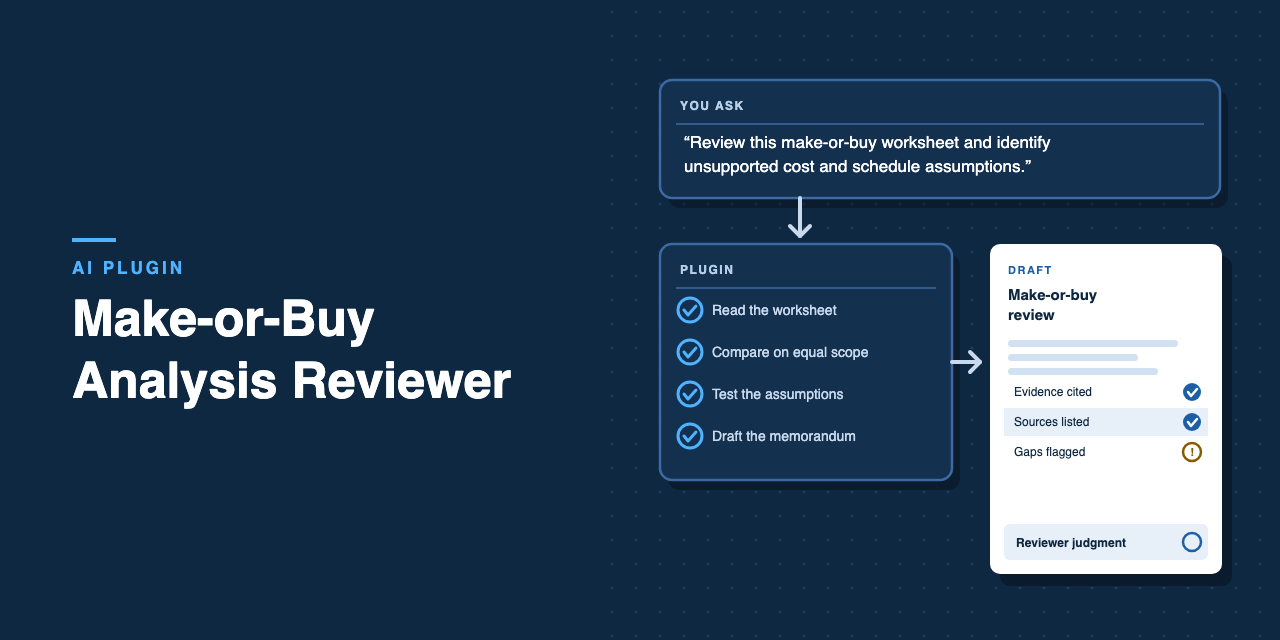 AI PLUGIN
Make-or-Buy
Analysis Reviewer
YOU ASK
“Review this make-or-buy worksheet and identify
unsupported cost and schedule assumptions.”
PLUGIN
Read the worksheet
Compare on equal scope
Test the assumptions
Draft the memorandum
DRAFT
Make-or-buy
review
Evidence cited
Sources listed
Gaps flagged
Reviewer judgment